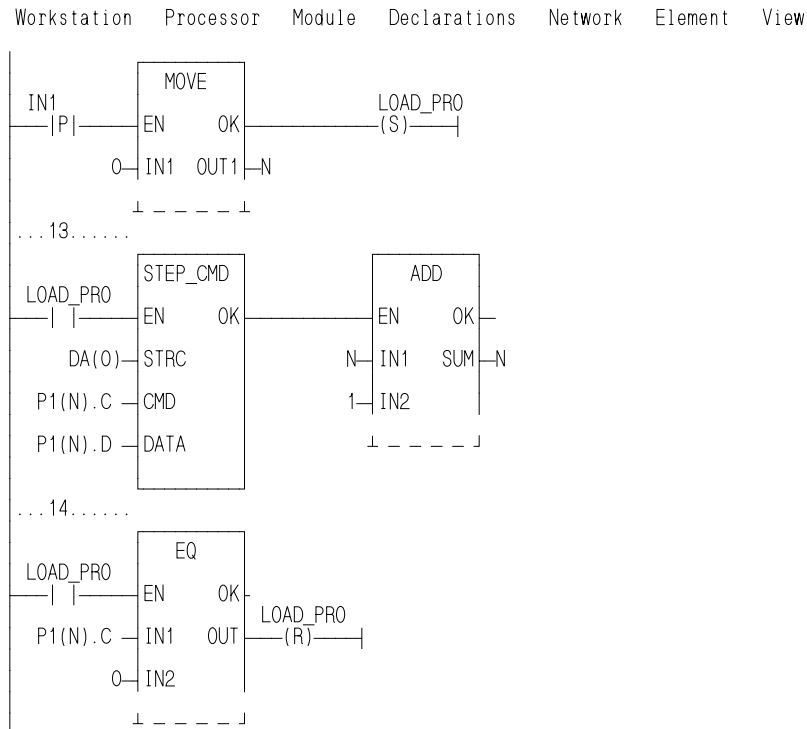 Workstation Processor Module Declarations Network Element View
MOVE
IN1 LOAD_PRO
|P| EN OK (S)
0 IN1 OUT1 N
...13......
STEP_CMD ADD
LOAD_PRO
| | EN OK EN OK
DA(0) STRC N IN1 SUM N
P1(N).C CMD 1 IN2
P1(N).D DATA
...14......
EQ
LOAD_PRO
| | EN OK
LOAD_PRO
P1(N).C IN1 OUT (R)
0 IN2